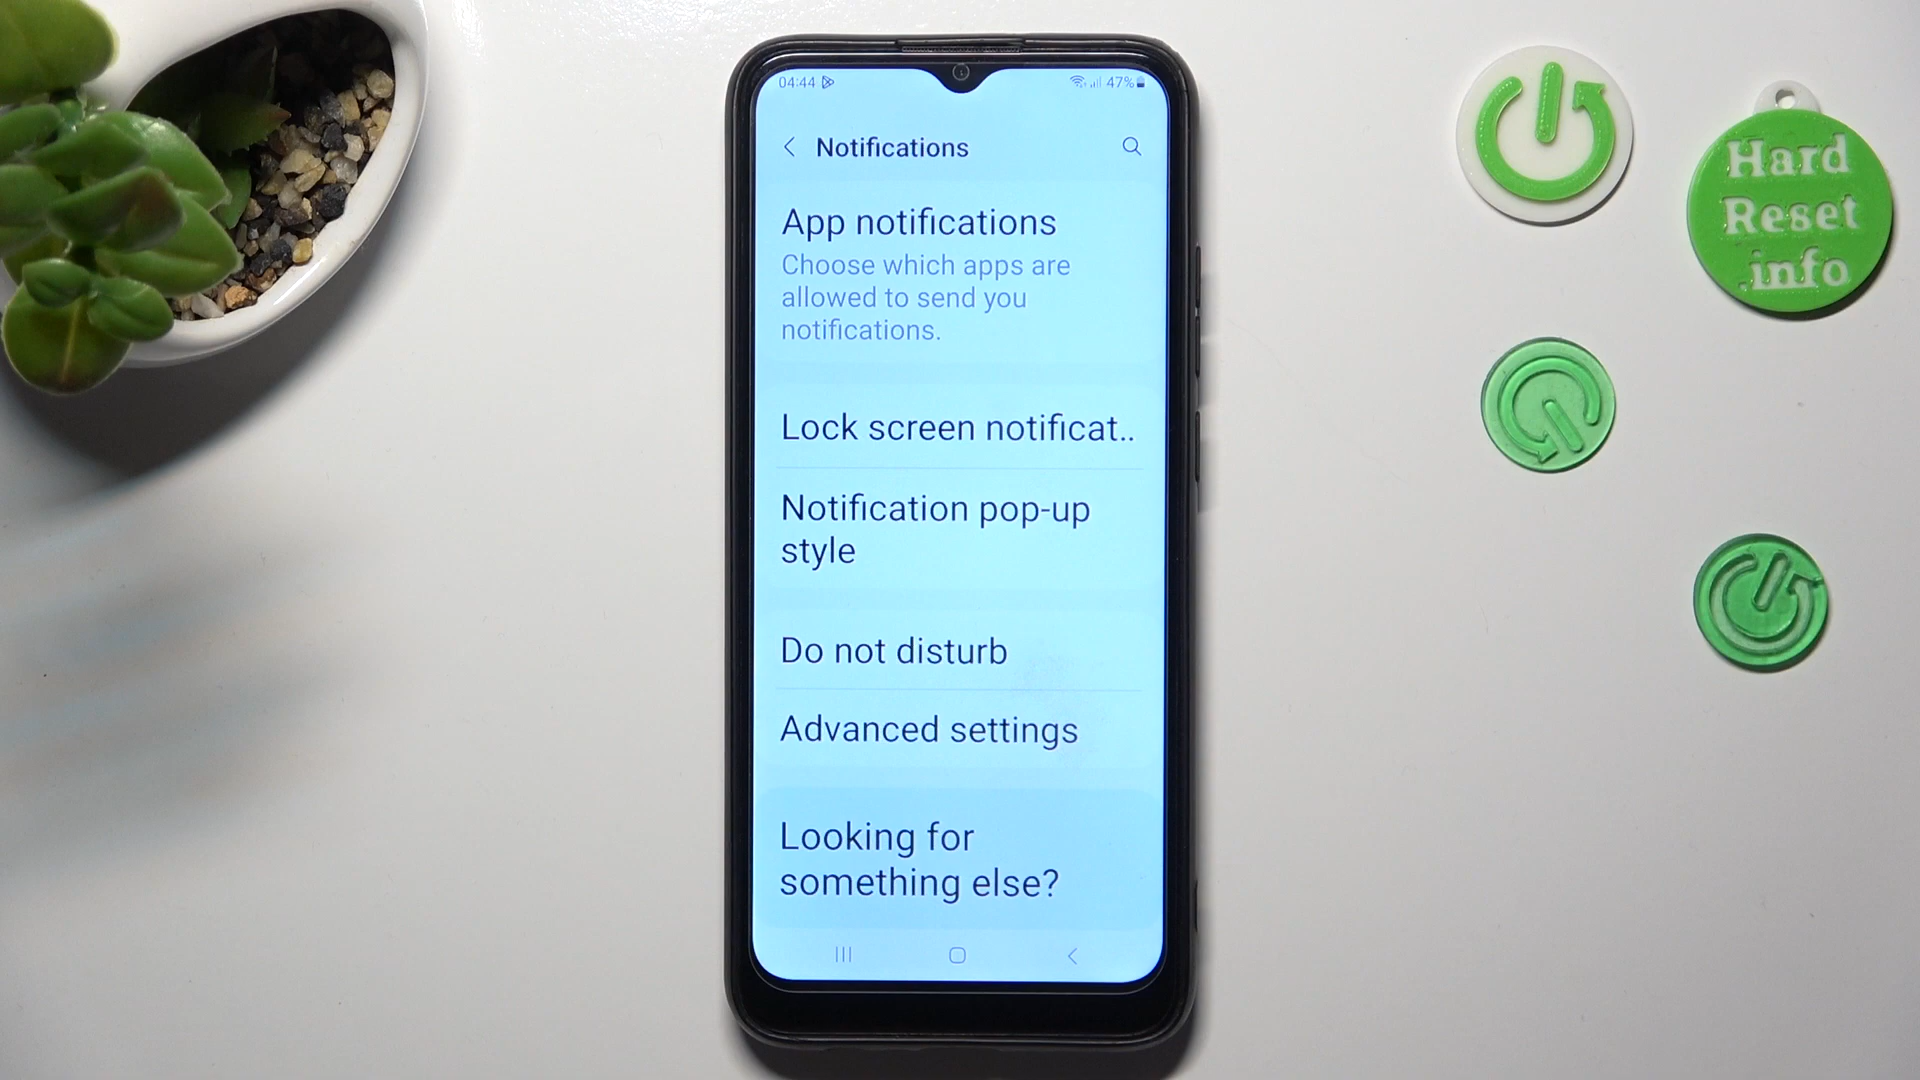 04:44
47%
Notifications
App notifications
Choose which apps are
allowed to send you
notifications.
Lock screen notificat..
Notification pop-up
style
Do not disturb
Advanced settings
Looking for
something else?
Hard
Reset
.info